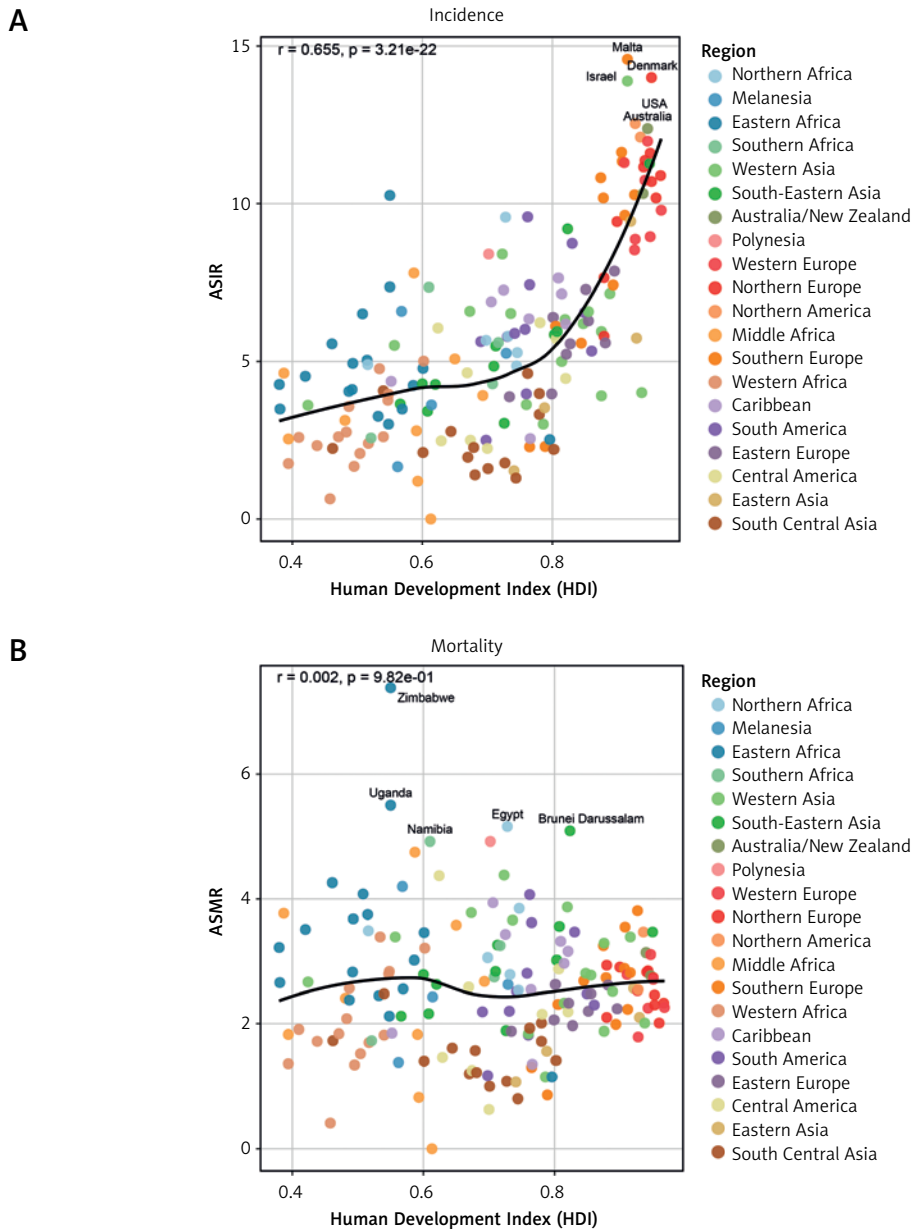 A
Incidence
r = 0.655, p = 3.21e-22
Malta
Denmark
Israel
USA
Australia
15
10
5
0
ASIR
0.4 0.6 0.8
Human Development Index (HDI)
Region
Northern Africa
Melanesia
Eastern Africa
Southern Africa
Western Asia
South-Eastern Asia
Australia/New Zealand
Polynesia
Western Europe
Northern Europe
Northern America
Middle Africa
Southern Europe
Western Africa
Caribbean
South America
Eastern Europe
Central America
Eastern Asia
South Central Asia
B
Mortality
r = 0.002, p = 9.82e-01
Zimbabwe
Uganda
Namibia
Egypt
Brunei Darussalam
6
4
2
0
ASMR
0.4 0.6 0.8
Human Development Index (HDI)
Region
Northern Africa
Melanesia
Eastern Africa
Southern Africa
Western Asia
South-Eastern Asia
Australia/New Zealand
Polynesia
Western Europe
Northern Europe
Northern America
Middle Africa
Southern Europe
Western Africa
Caribbean
South America
Eastern Europe
Central America
Eastern Asia
South Central Asia